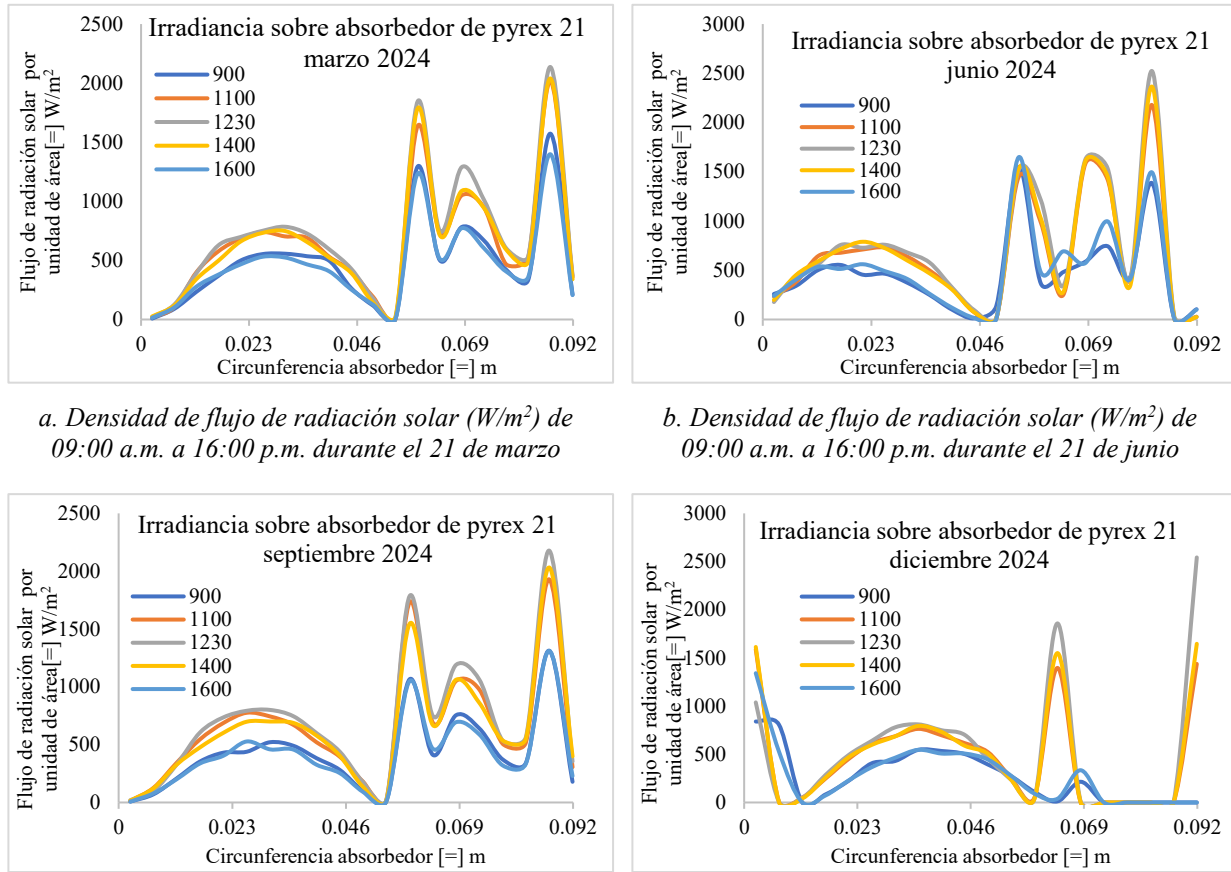 Irradiancia sobre absorbedor de pyrex 21
marzo 2024
Flujo de radiación solar por
unidad de área[=] W/m²
2500
2000
1500
1000
500
0
900
1100
1230
1400
1600
0
0.023
0.046
0.069
0.092
Circunferencia absorbedor [=] m
Irradiancia sobre absorbedor de pyrex 21
junio 2024
Flujo de radiación solar por
unidad de área[=] W/m²
3000
2500
2000
1500
1000
500
0
900
1100
1230
1400
1600
0
0.023
0.046
0.069
0.092
Circunferencia absorbedor [=] m
a. Densidad de flujo de radiación solar (W/m²) de
09:00 a.m. a 16:00 p.m. durante el 21 de marzo
b. Densidad de flujo de radiación solar (W/m²) de
09:00 a.m. a 16:00 p.m. durante el 21 de junio
Irradiancia sobre absorbedor de pyrex 21
septiembre 2024
Flujo de radiación solar por
unidad de área[=] W/m²
2500
2000
1500
1000
500
0
900
1100
1230
1400
1600
0
0.023
0.046
0.069
0.092
Circunferencia absorbedor [=] m
Irradiancia sobre absorbedor de pyrex 21
diciembre 2024
Flujo de radiación solar por
unidad de área[=] W/m²
3000
2500
2000
1500
1000
500
0
900
1100
1230
1400
1600
0
0.023
0.046
0.069
0.092
Circunferencia absorbedor [=] m